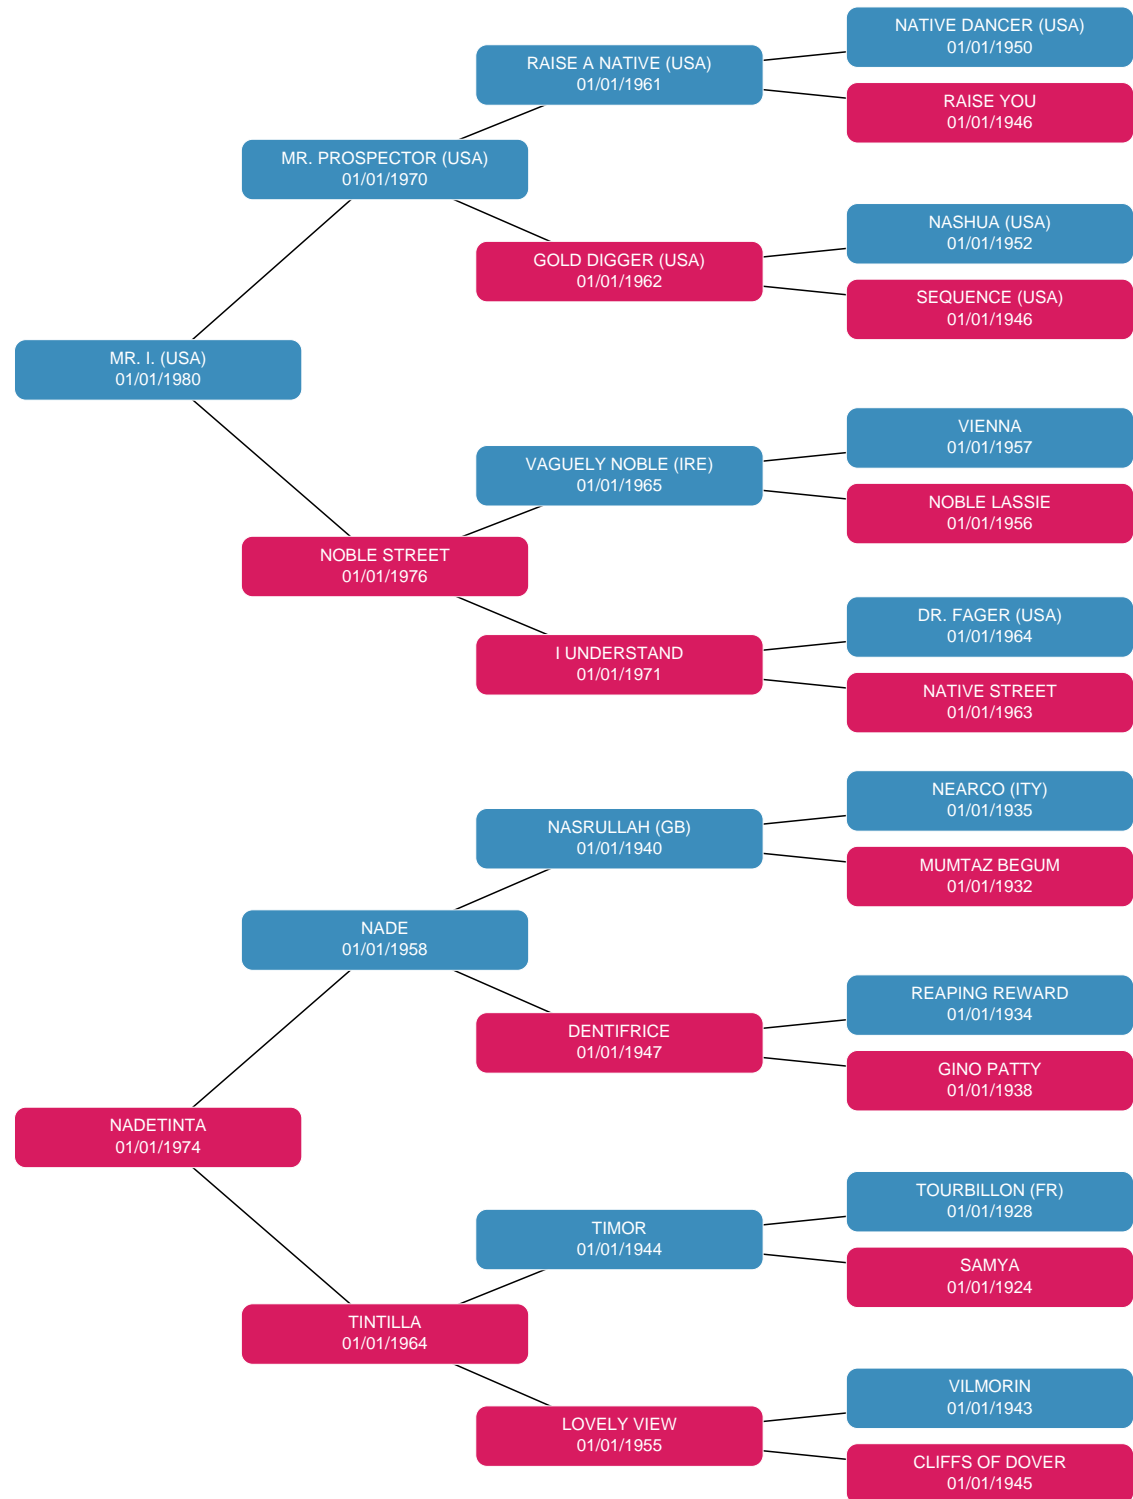 NATIVE DANCER (USA)
01/01/1950
RAISE A NATIVE (USA)
01/01/1961
RAISE YOU
01/01/1946
MR. PROSPECTOR (USA)
01/01/1970
NASHUA (USA)
01/01/1952
GOLD DIGGER (USA)
01/01/1962
SEQUENCE (USA)
01/01/1946
MR. I. (USA)
01/01/1980
VIENNA
01/01/1957
VAGUELY NOBLE (IRE)
01/01/1965
NOBLE LASSIE
01/01/1956
NOBLE STREET
01/01/1976
DR. FAGER (USA)
01/01/1964
I UNDERSTAND
01/01/1971
NATIVE STREET
01/01/1963
NEARCO (ITY)
01/01/1935
NASRULLAH (GB)
01/01/1940
MUMTAZ BEGUM
01/01/1932
NADE
01/01/1958
REAPING REWARD
01/01/1934
DENTIFRICE
01/01/1947
GINO PATTY
01/01/1938
NADETINTA
01/01/1974
TOURBILLON (FR)
01/01/1928
TIMOR
01/01/1944
SAMYA
01/01/1924
TINTILLA
01/01/1964
VILMORIN
01/01/1943
LOVELY VIEW
01/01/1955
CLIFFS OF DOVER
01/01/1945